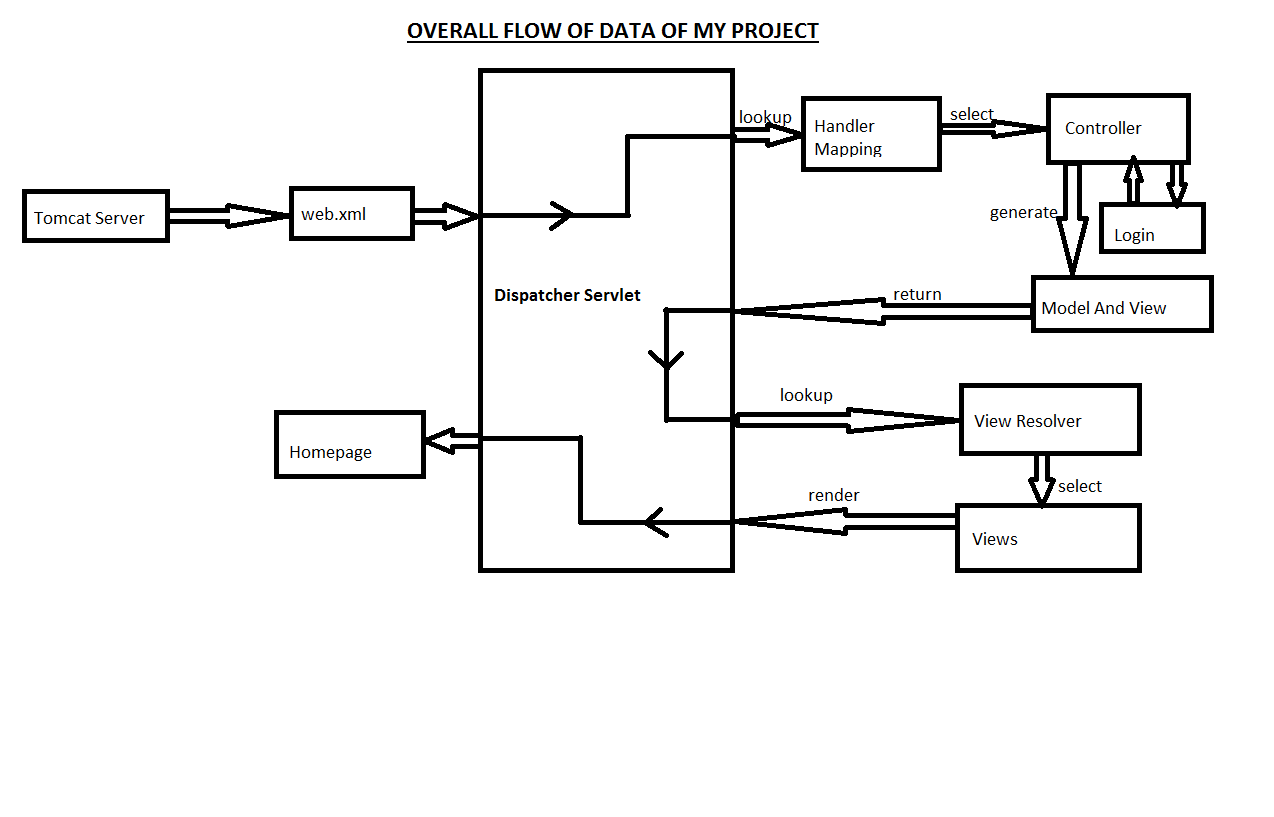 OVERALL FLOW OF DATA OF MY PROJECT
lookup
Handler
Mapping
select
Controller
Tomcat Server
web.xml
generate
Login
Dispatcher Servlet
return
Model And View
lookup
View Resolver
Homepage
select
render
Views